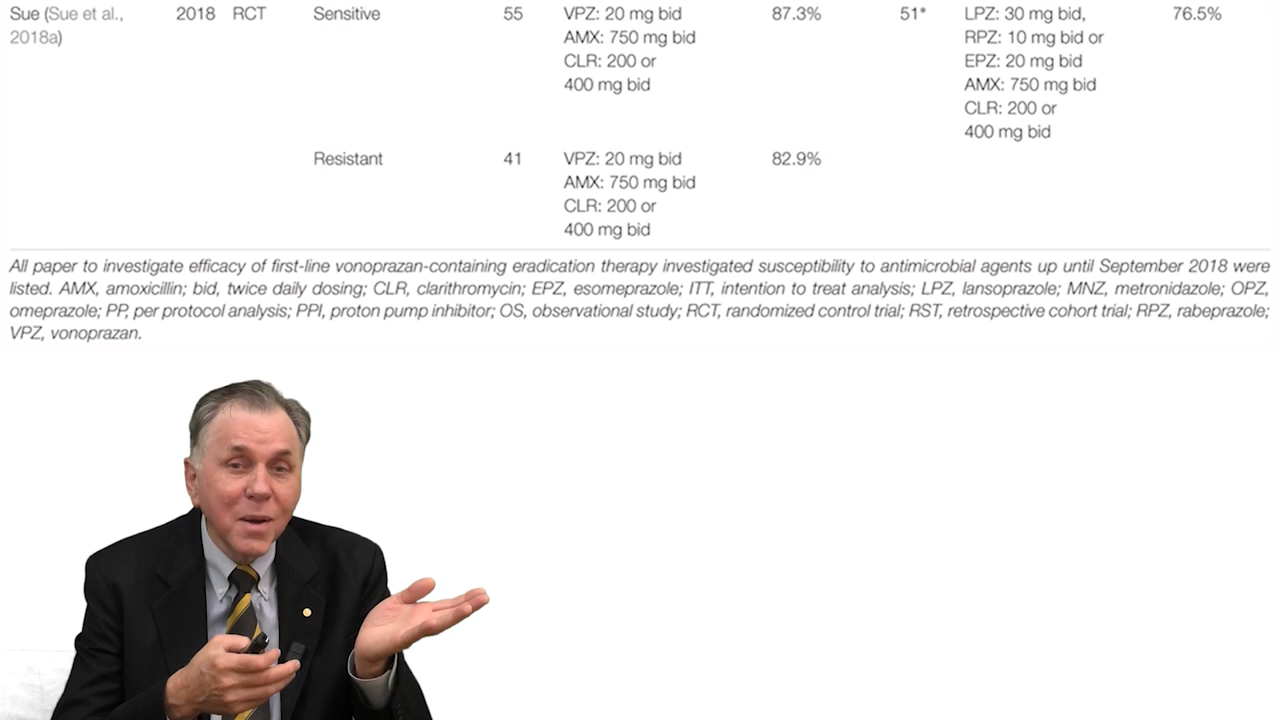 Sue (Sue et al., 2018 RCT Sensitive 55 VPZ: 20 mg bid 87.3% 51* LPZ: 30 mg bid, 76.5%
2018a) AMX: 750 mg bid RPZ: 10 mg bid or
CLR: 200 or EPZ: 20 mg bid
400 mg bid AMX: 750 mg bid
CLR: 200 or
400 mg bid
Resistant 41 VPZ: 20 mg bid 82.9%
AMX: 750 mg bid
CLR: 200 or
400 mg bid
All paper to investigate efficacy of first-line vonoprazan-containing eradication therapy investigated susceptibility to antimicrobial agents up until September 2018 were
listed. AMX, amoxicillin; bid, twice daily dosing; CLR, clarithromycin; EPZ, esomeprazole; ITT, intention to treat analysis; LPZ, lansoprazole; MNZ, metronidazole; OPZ,
omeprazole; PP, per protocol analysis; PPI, proton pump inhibitor; OS, observational study; RCT, randomized control trial; RST, retrospective cohort trial; RPZ, rabeprazole;
VPZ, vonoprazan.